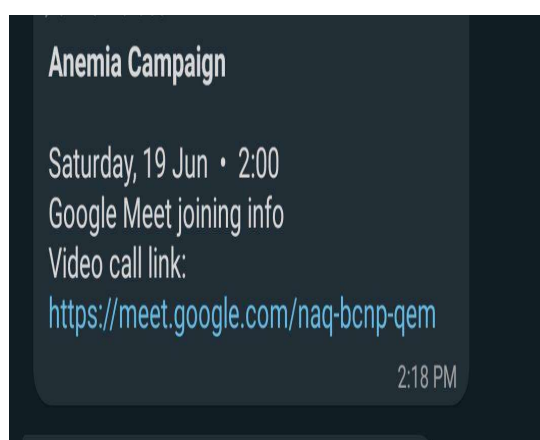 Anemia Campaign
Saturday, 19 Jun • 2:00
Google Meet joining info
Video call link:
https://meet.google.com/naq-bcnp-qem
2:18 PM